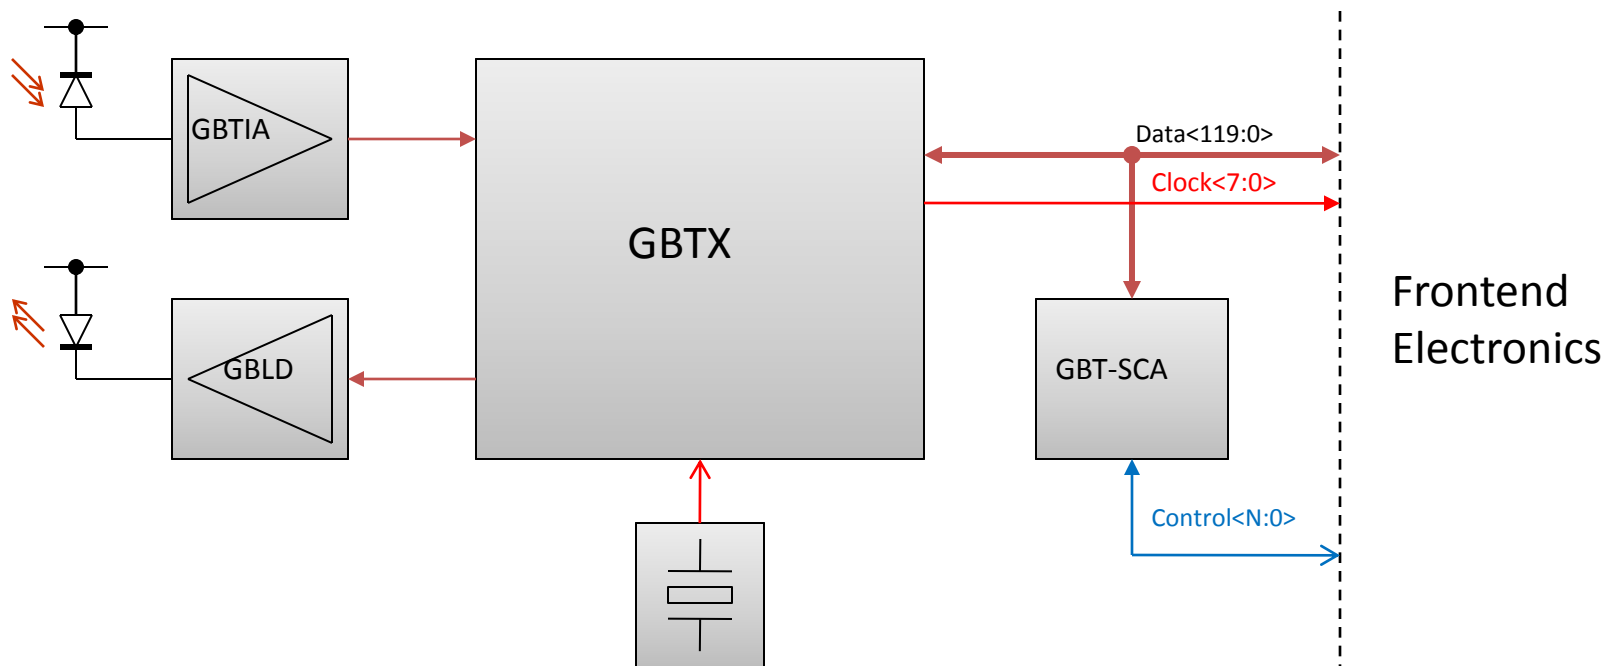 GBTIA
GBTX
Data<119:0>
Clock<7:0>
GBLD
GBT-SCA
Frontend
Electronics
Control<N:0>